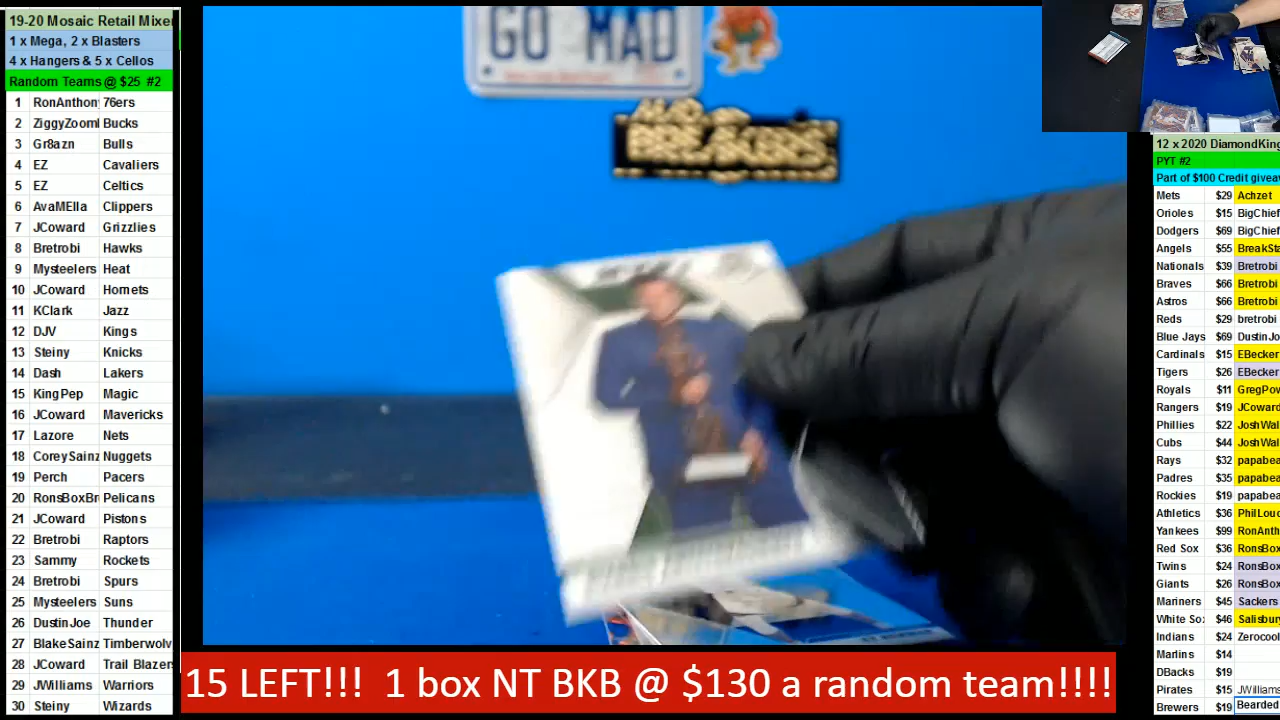 19-20 Mosaic Retail Mixer
1 x Mega, 2 x Blasters
4 x Hangers & 5 x Cellos
Random Teams @ $25 #2
1 RonAnthony 76ers
2 ZiggyZooml Bucks
3 Gr8azn Bulls
4 EZ Cavaliers
5 EZ Celtics
6 AvaMElla Clippers
7 JCoward Grizzlies
8 Bretrobi Hawks
9 Mysteelers Heat
10 JCoward Hornets
11 KClark Jazz
12 DJV Kings
13 Steiny Knicks
14 Dash Lakers
15 KingPep Magic
16 JCoward Mavericks
17 Lazore Nets
18 CoreySainz Nuggets
19 Perch Pacers
20 RonsBoxBr Pelicans
21 JCoward Pistons
22 Bretrobi Raptors
23 Sammy Rockets
24 Bretrobi Spurs
25 Mysteelers Suns
26 DustinJoe Thunder
27 BlakeSainz Timberwolv
28 JCoward Trail Blazers
29 JWilliams Warriors
30 Steiny Wizards
GO MAD
BREAKERS
12 x 2020 DiamondKing
PYT #2
Part of $100 Credit giveaw
Mets $29 Achzet
Orioles $15 BigChief
Dodgers $69 BigChief
Angels $55 BreakSta
Nationals $39 Bretrobi
Braves $66 Bretrobi
Astros $66 Bretrobi
Reds $29 bretrobi
Blue Jays $69 DustinJo
Cardinals $15 EBecker
Tigers $26 EBecker
Royals $11 GregPov
Rangers $19 JCoward
Phillies $22 JoshWal
Cubs $44 JoshWal
Rays $32 papabea
Padres $35 papabea
Rockies $19 papabea
Athletics $36 PhilLoud
Yankees $99 RonAnth
Red Sox $36 RonsBox
Twins $24 RonsBox
Giants $26 RonsBox
Mariners $45 Sackers
White Sox $46 Salisbury
Indians $24 Zerocool
Marlins $14
DBacks $19
Pirates $15 JWilliams
Brewers $19 Bearded
15 LEFT!!! 1 box NT BKB @ $130 a random team!!!!